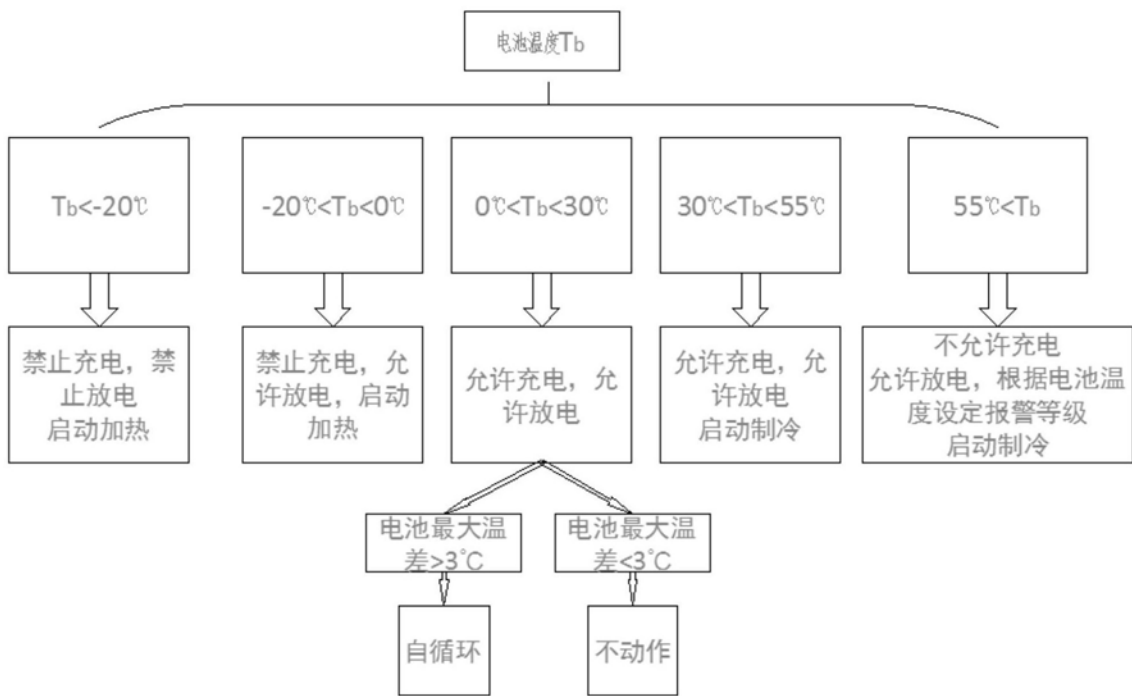 电池温度Tb
Tb<-20℃
-20℃<Tb<0℃
0℃<Tb<30℃
30℃<Tb<55℃
55℃<Tb
禁止充电，禁
止放电
启动加热
禁止充电，允
许放电，启动
加热
允许充电，允
许放电
允许充电，允
许放电
启动制冷
不允许充电
允许放电，根据电池温
度设定报警等级
启动制冷
电池最大温
差>3℃
电池最大温
差<3℃
自循环
不动作